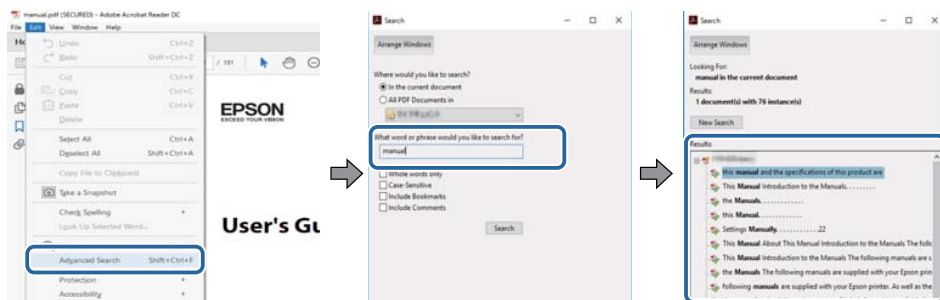 manual.pdf (SECURED) - Adobe Acrobat Reader DC
File Edit View Window Help
Undo Ctrl+Z
Redo Shift+Ctrl+Z
Cut Ctrl+X
Copy Ctrl+C
Paste Ctrl+V
Delete
Select All Ctrl+A
Deselect All Shift+Ctrl+A
Copy File to Clipboard
Take a Snapshot
Check Spelling
Look Up Selected Word...
Advanced Search Shift+Ctrl+F
Protection
Accessibility
/ 191
EPSON
EXCEED YOUR VISION
User's Gu
Search
Arrange Windows
Where would you like to search?
In the current document
All PDF Documents in
What word or phrase would you like to search for?
manual
Whole words only
Case-Sensitive
Include Bookmarks
Include Comments
Search
Search
Arrange Windows
Looking For:
manual in the current document
Results:
1 document(s) with 76 instance(s)
New Search
Results:
this manual and the specifications of this product are
This Manual Introduction to the Manuals. . . . . . . . .
the Manuals. . . . . . . . . . . . .
this Manual. . . . . . . . . . . . .
Settings Manually. . . . . . . . . . . . .22
This Manual About This Manual Introduction to the Manuals The follo
This Manual Introduction to the Manuals The following manuals are s
the Manuals The following manuals are supplied with your Epson prin
following manuals are supplied with your Epson printer. As well as the